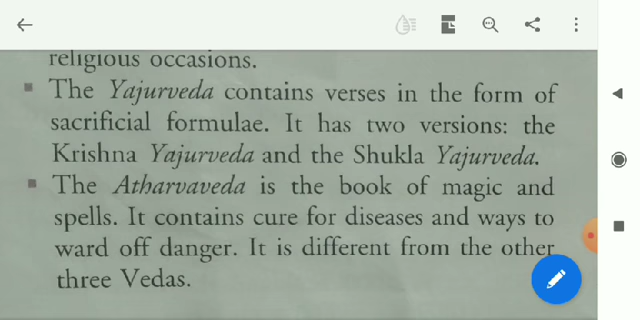 religious occasions.
The Yajurveda contains verses in the form of
sacrificial formulae. It has two versions: the
Krishna Yajurveda and the Shukla Yajurveda.
The Atharvaveda is the book of magic and
spells. It contains cure for diseases and ways to
ward off danger. It is different from the other
three Vedas.